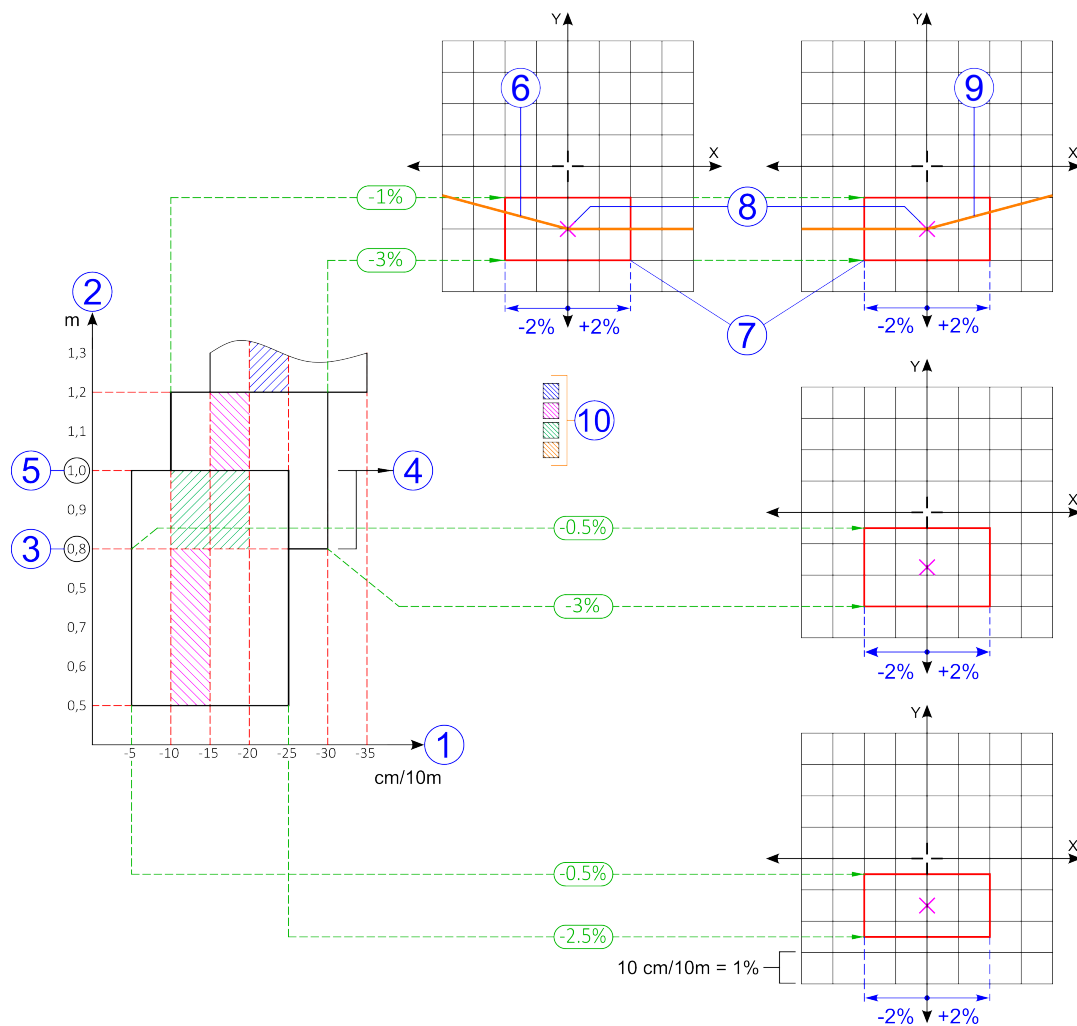 Y
Y
6
9
X
X
-1%
8
-3%
2
-2% +2%
-2% +2%
m
7
1,3
Y
1,2
10
1,1
5
1,0
4
0,9
X
-0.5%
3
0,8
0,5
-3%
0,7
-2% +2%
0,6
0,5
Y
1
-5 -10 -15 -20 -25 -30 -35
cm/10m
X
-0.5%
-2.5%
10 cm/10m = 1%
-2% +2%